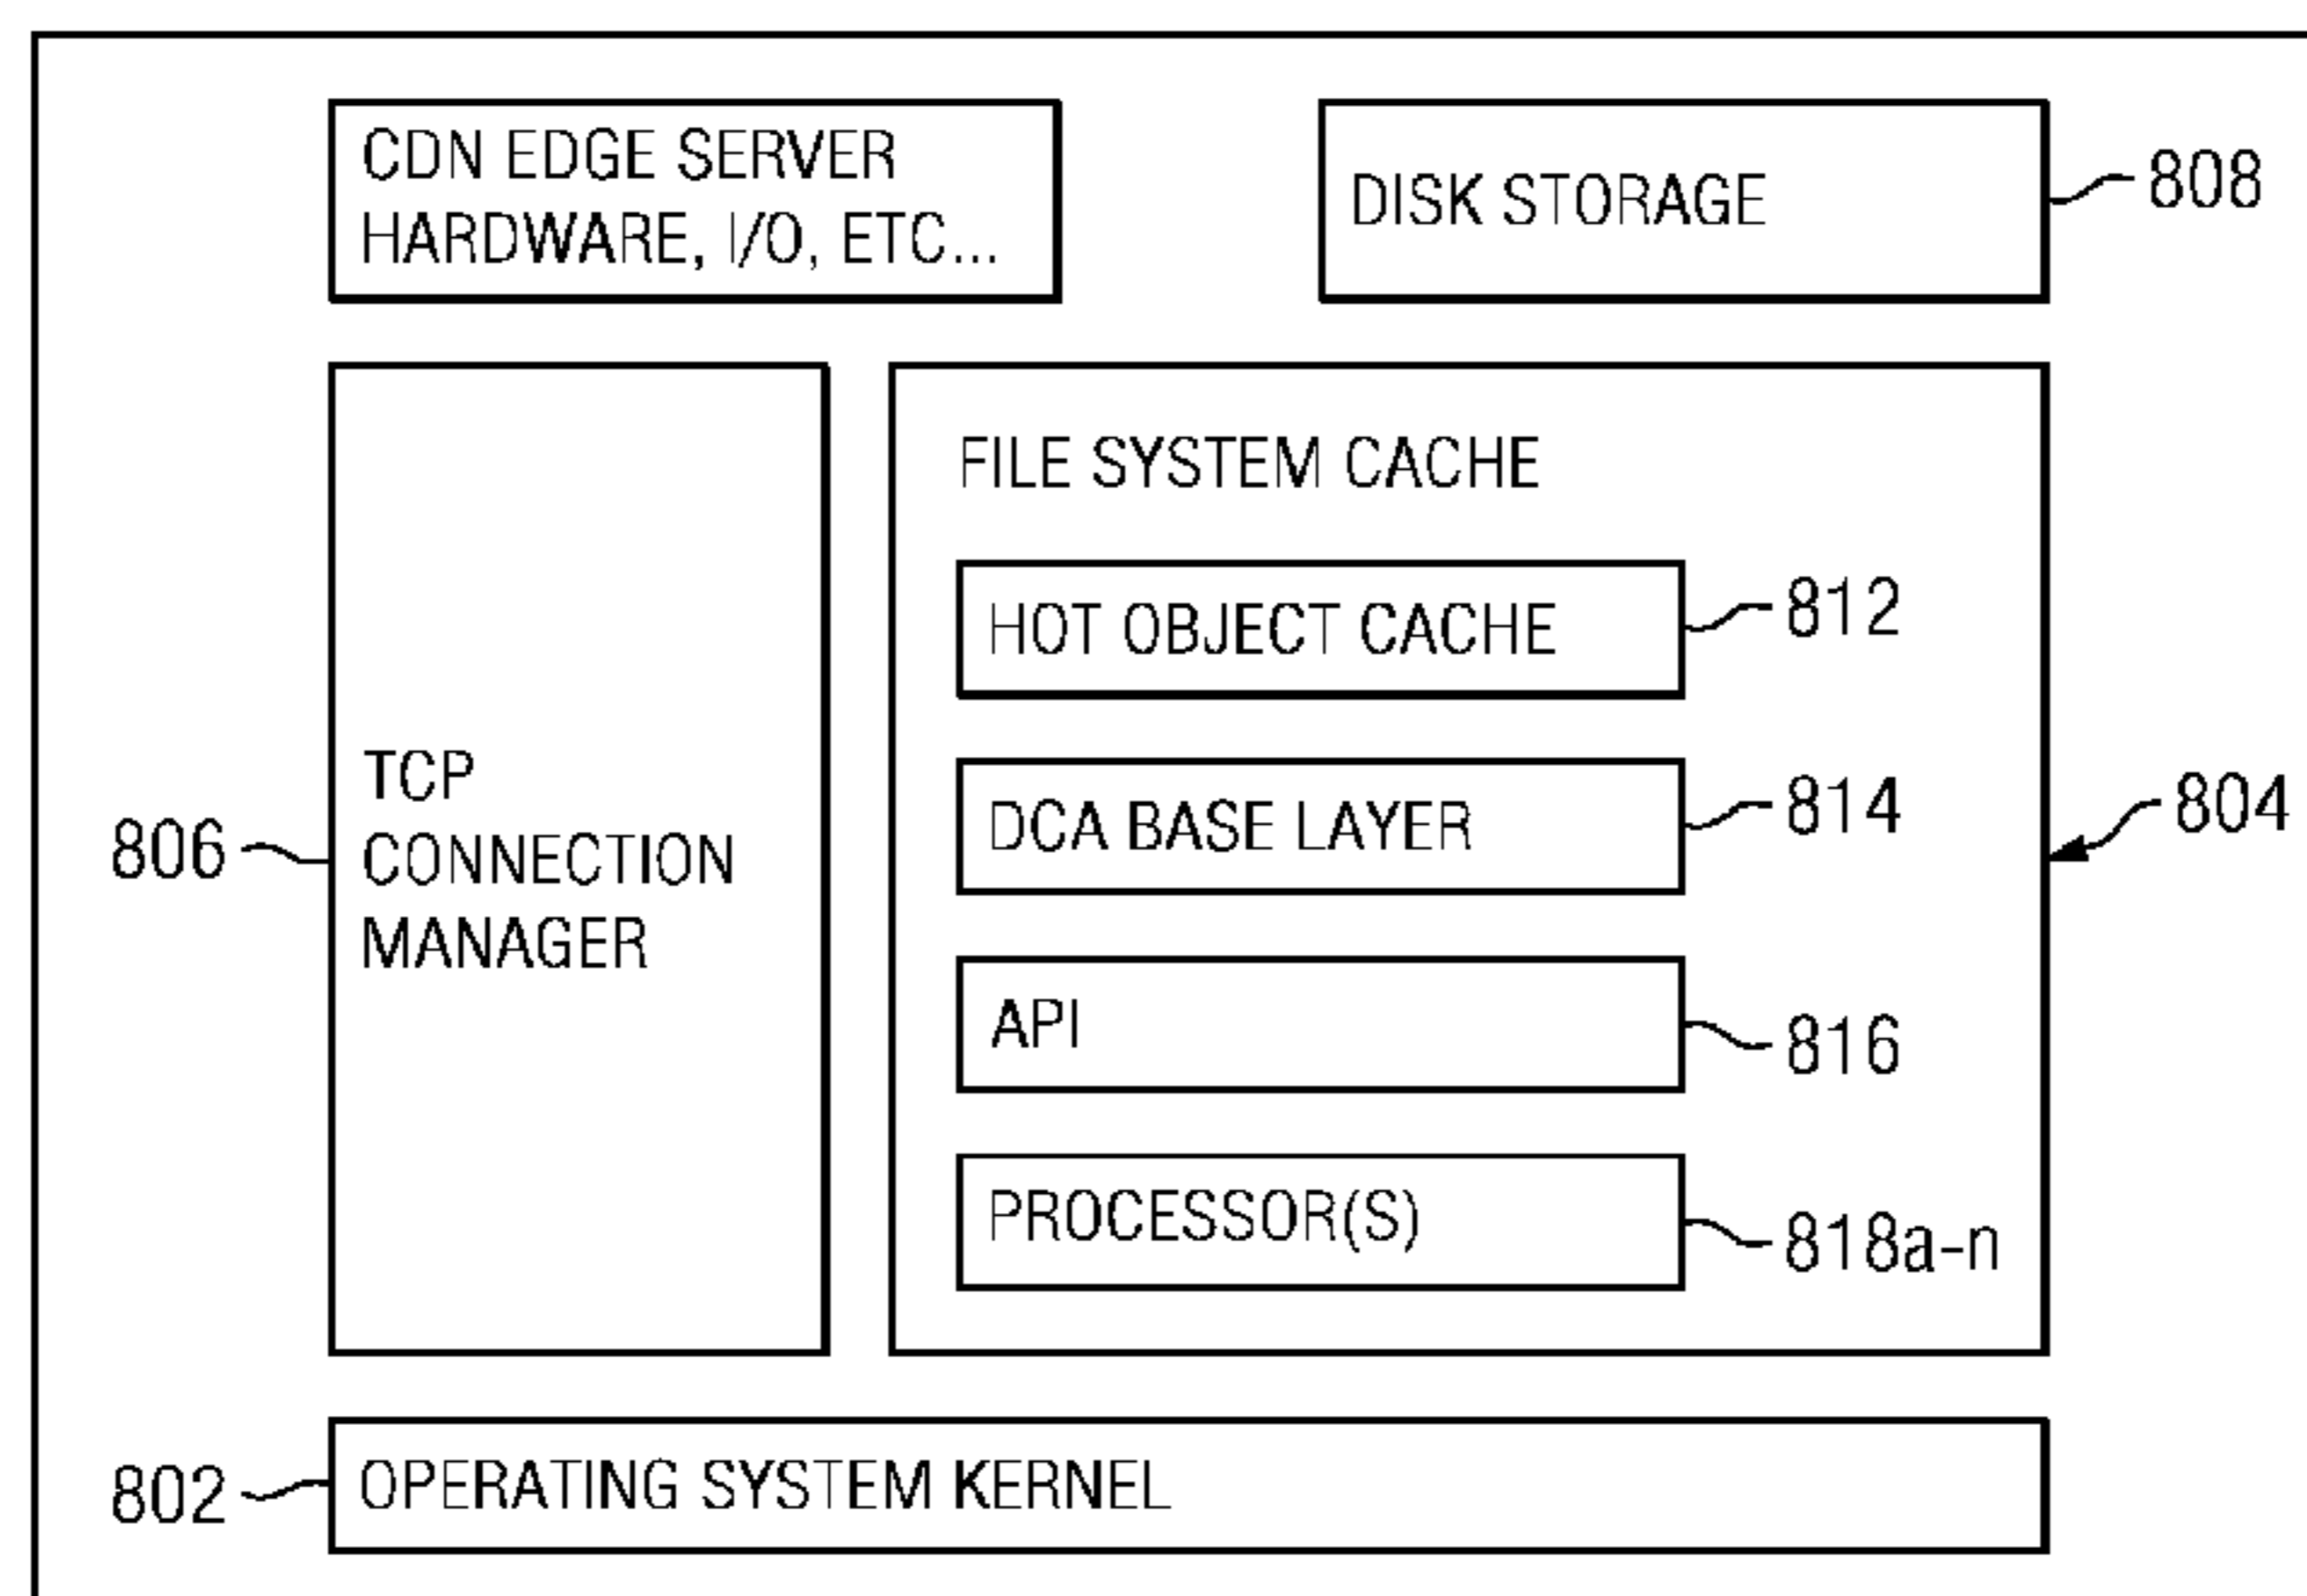 CDN EDGE SERVER
HARDWARE, I/O, ETC...
DISK STORAGE
808
TCP
CONNECTION
MANAGER
806
FILE SYSTEM CACHE
HOT OBJECT CACHE
812
DCA BASE LAYER
814
804
API
816
PROCESSOR(S)
818a-n
802
OPERATING SYSTEM KERNEL